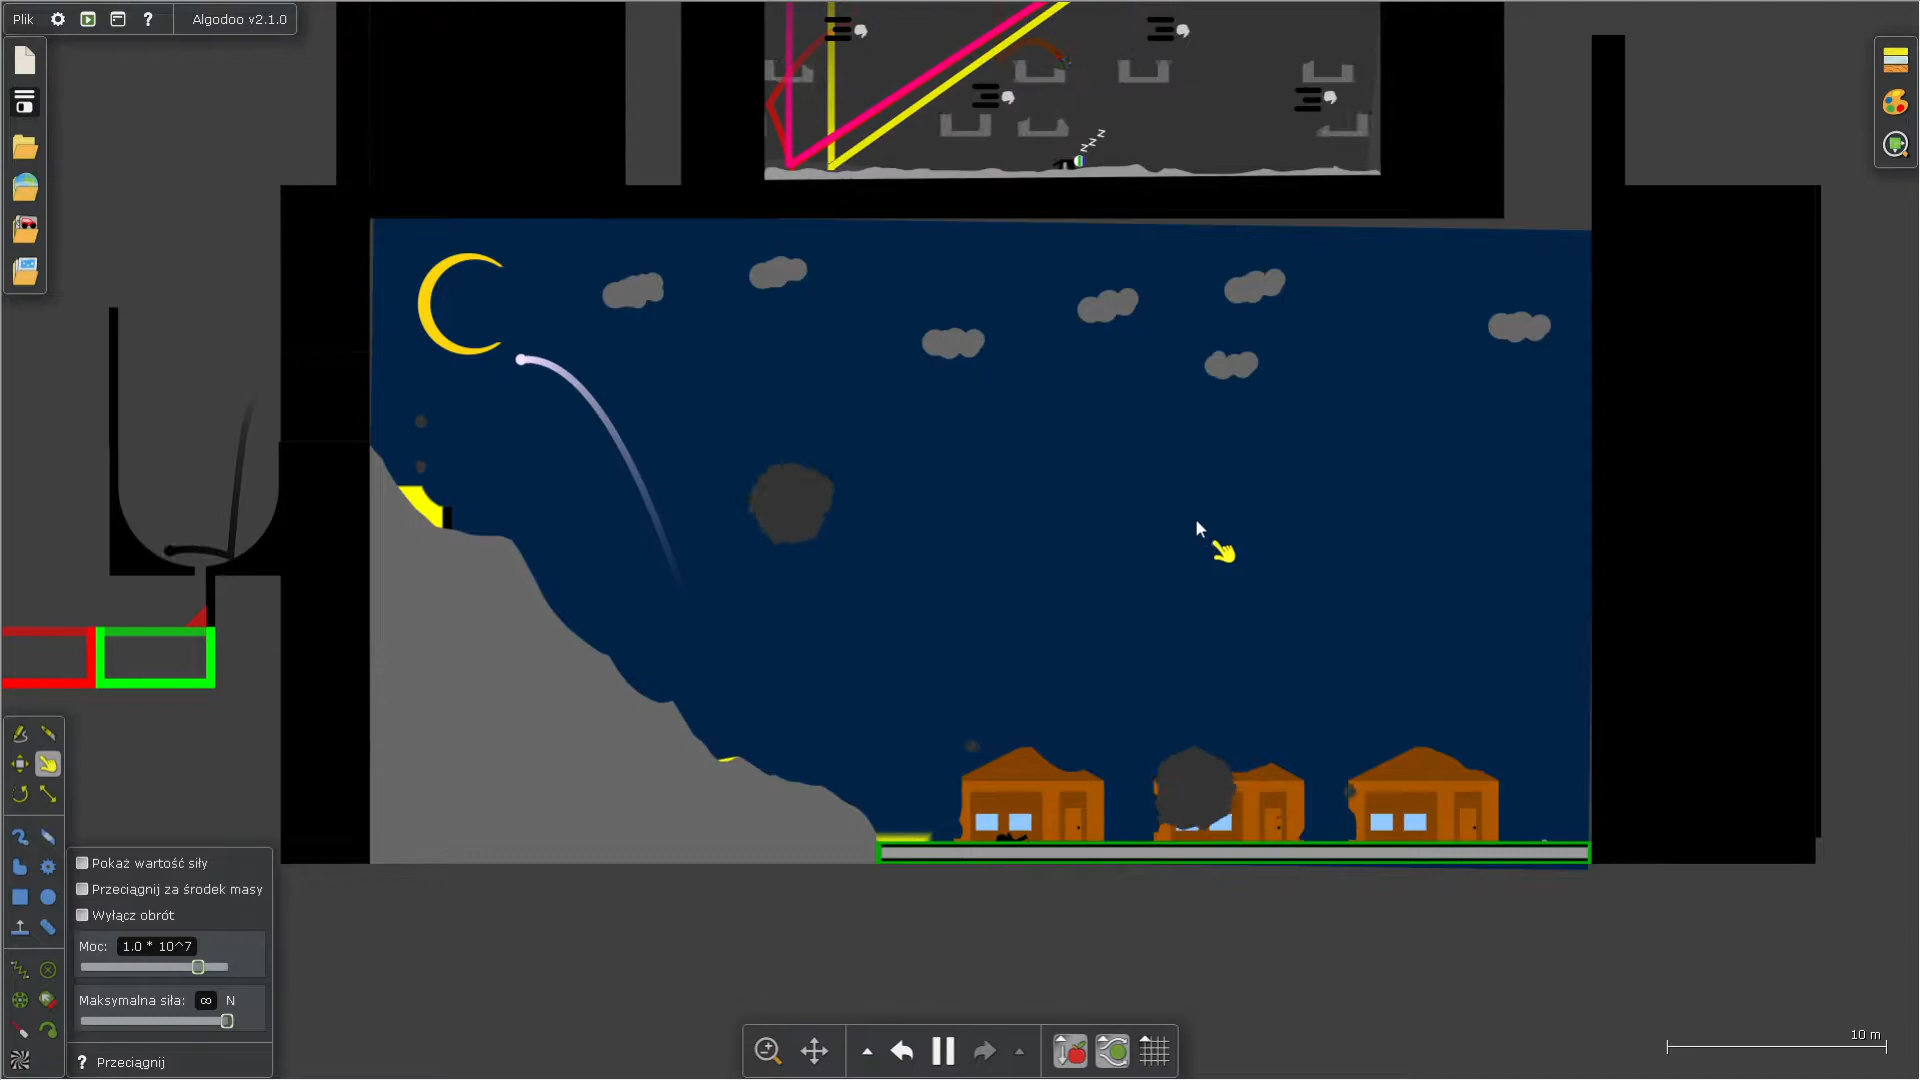 Plik ? Algodoo v2.1.0
z z z
Pokaż wartość siły
Przeciągnij za środek masy
Wyłącz obrót
Moc: 1.0 * 10^7
Maksymalna siła: ∞ N
? Przeciągnij
10 m